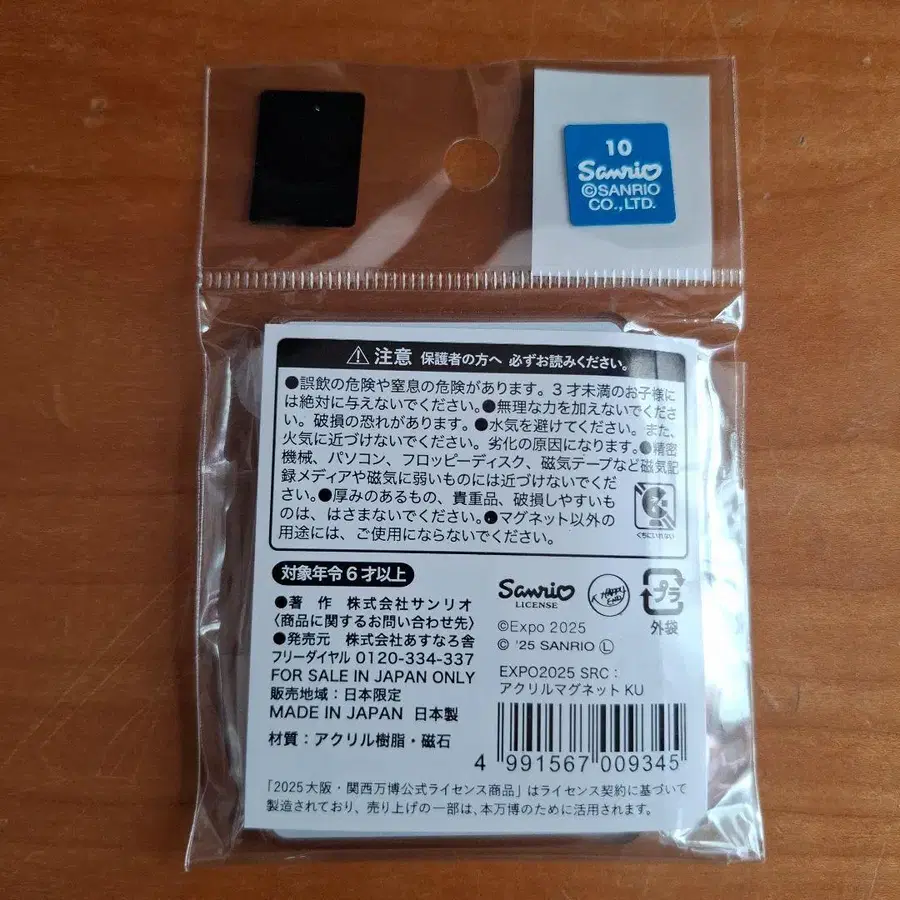 10
Sanrio
©SANRIO
CO.,LTD.
注意 保護者の方へ 必ずお読みください。
●誤飲の危険や窒息の危険があります。3才未満のお子様に
は絶対に与えないでください。●無理な力を加えないでくださ
い。破損の恐れがあります。●水気を避けてください。また、
火気に近づけないでください。劣化の原因になります。●精密
機械、パソコン、フロッピーディスク、磁気テープなど磁気記
録メディアや磁気に弱いものには近づけないでくだ
さい。●厚みのあるもの、貴重品、破損しやすいも
のは、はさまないでください。●マグネット以外の
用途には、ご使用にならないでください。
くちにいれない
対象年令6才以上
●著 作 株式会社サンリオ
〈商品に関するお問い合わせ先〉
●発売元 株式会社あすなろ舎
フリーダイヤル 0120-334-337
FOR SALE IN JAPAN ONLY
販売地域：日本限定
MADE IN JAPAN 日本製
材質：アクリル樹脂・磁石
Sanrio
LICENSE
プラ
外袋
©Expo 2025
© '25 SANRIO Ⓛ
EXPO2025 SRC：
アクリルマグネット KU
4 991567 009345
「2025大阪・関西万博公式ライセンス商品」はライセンス契約に基づいて
製造されており、売り上げの一部は、本万博のために活用されます。